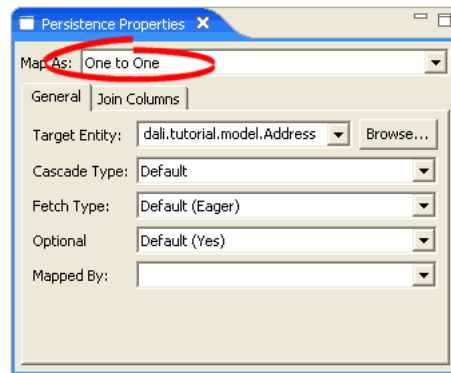 Persistence Properties
Map As: One to One
General Join Columns
Target Entity: dali.tutorial.model.Address Browse...
Cascade Type: Default
Fetch Type: Default (Eager)
Optional Default (Yes)
Mapped By: